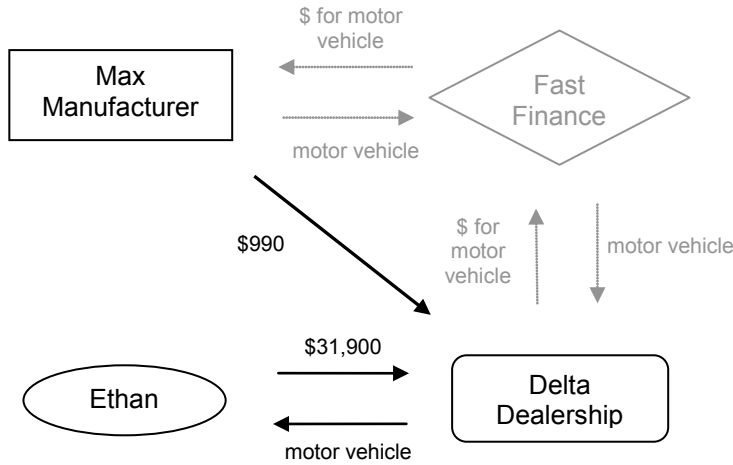 $ for motor
vehicle
Max
Manufacturer
Fast
Finance
motor vehicle
$990
$ for
motor
vehicle
motor vehicle
$31,900
Ethan
Delta
Dealership
motor vehicle